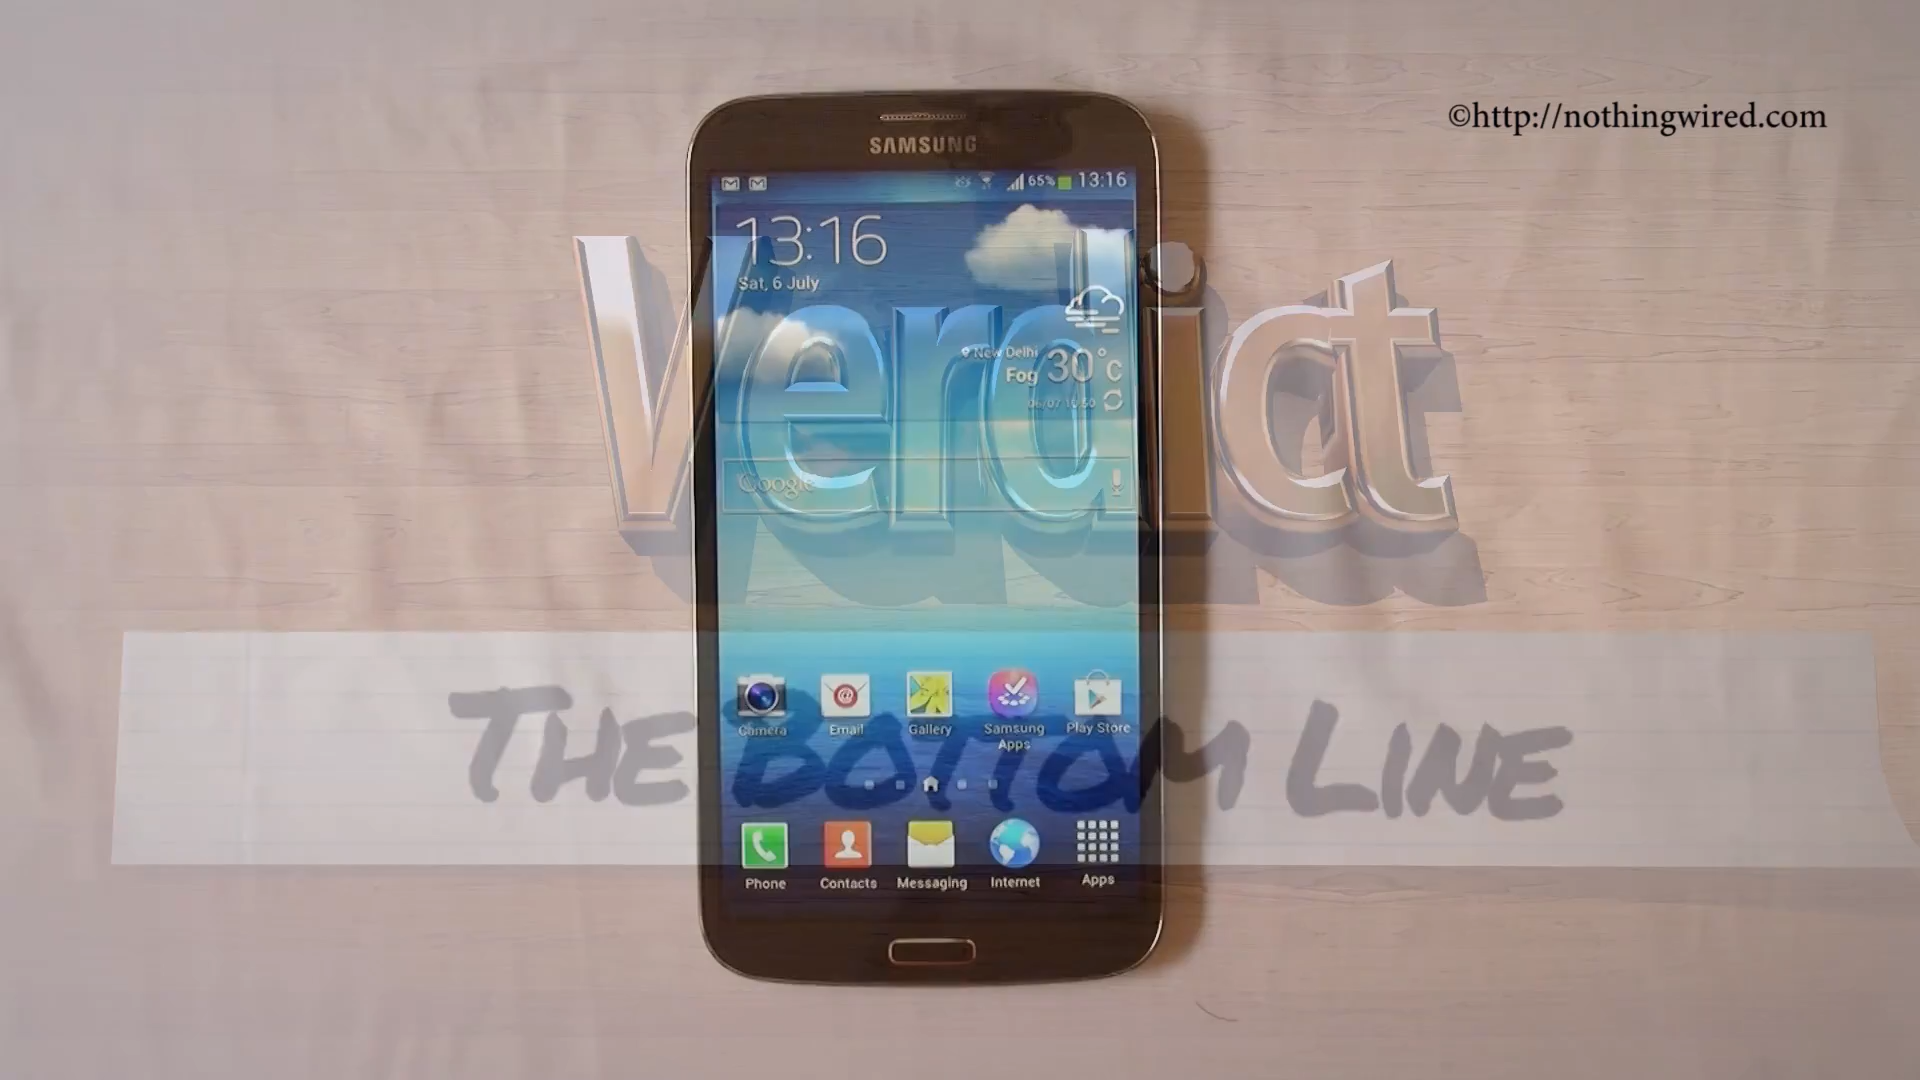 ©http://nothingwired.com
SAMSUNG
65% 13:16
13:16
Sat, 6 July
Verdict
New Delhi
Fog 30°C
Google
Camera Email Gallery Samsung Apps Play Store
The Bottom Line
Phone Contacts Messaging Internet Apps